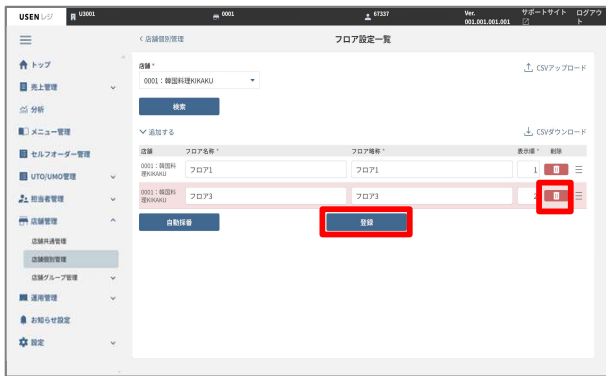 USEN レジ U3001 0001 67337 Ver. 001.001.001.001 サポートサイト ログアウト
トップ
売上管理
分析
メニュー管理
セルフオーダー管理
UTO/UMO管理
担当者管理
店舗管理
店舗共通管理
店舗個別管理
店舗グループ管理
運用管理
お知らせ設定
設定
店舗個別管理 フロア設定一覧
店舗 *
0001：韓国料理KIKAKU
CSVアップロード
検索
追加する
CSVダウンロード
店舗 フロア名称 * フロア略称 * 表示順 * 削除
0001：韓国料理KIKAKU フロア1 フロア1 1
0001：韓国料理KIKAKU フロア3 フロア3 2
自動採番 登録